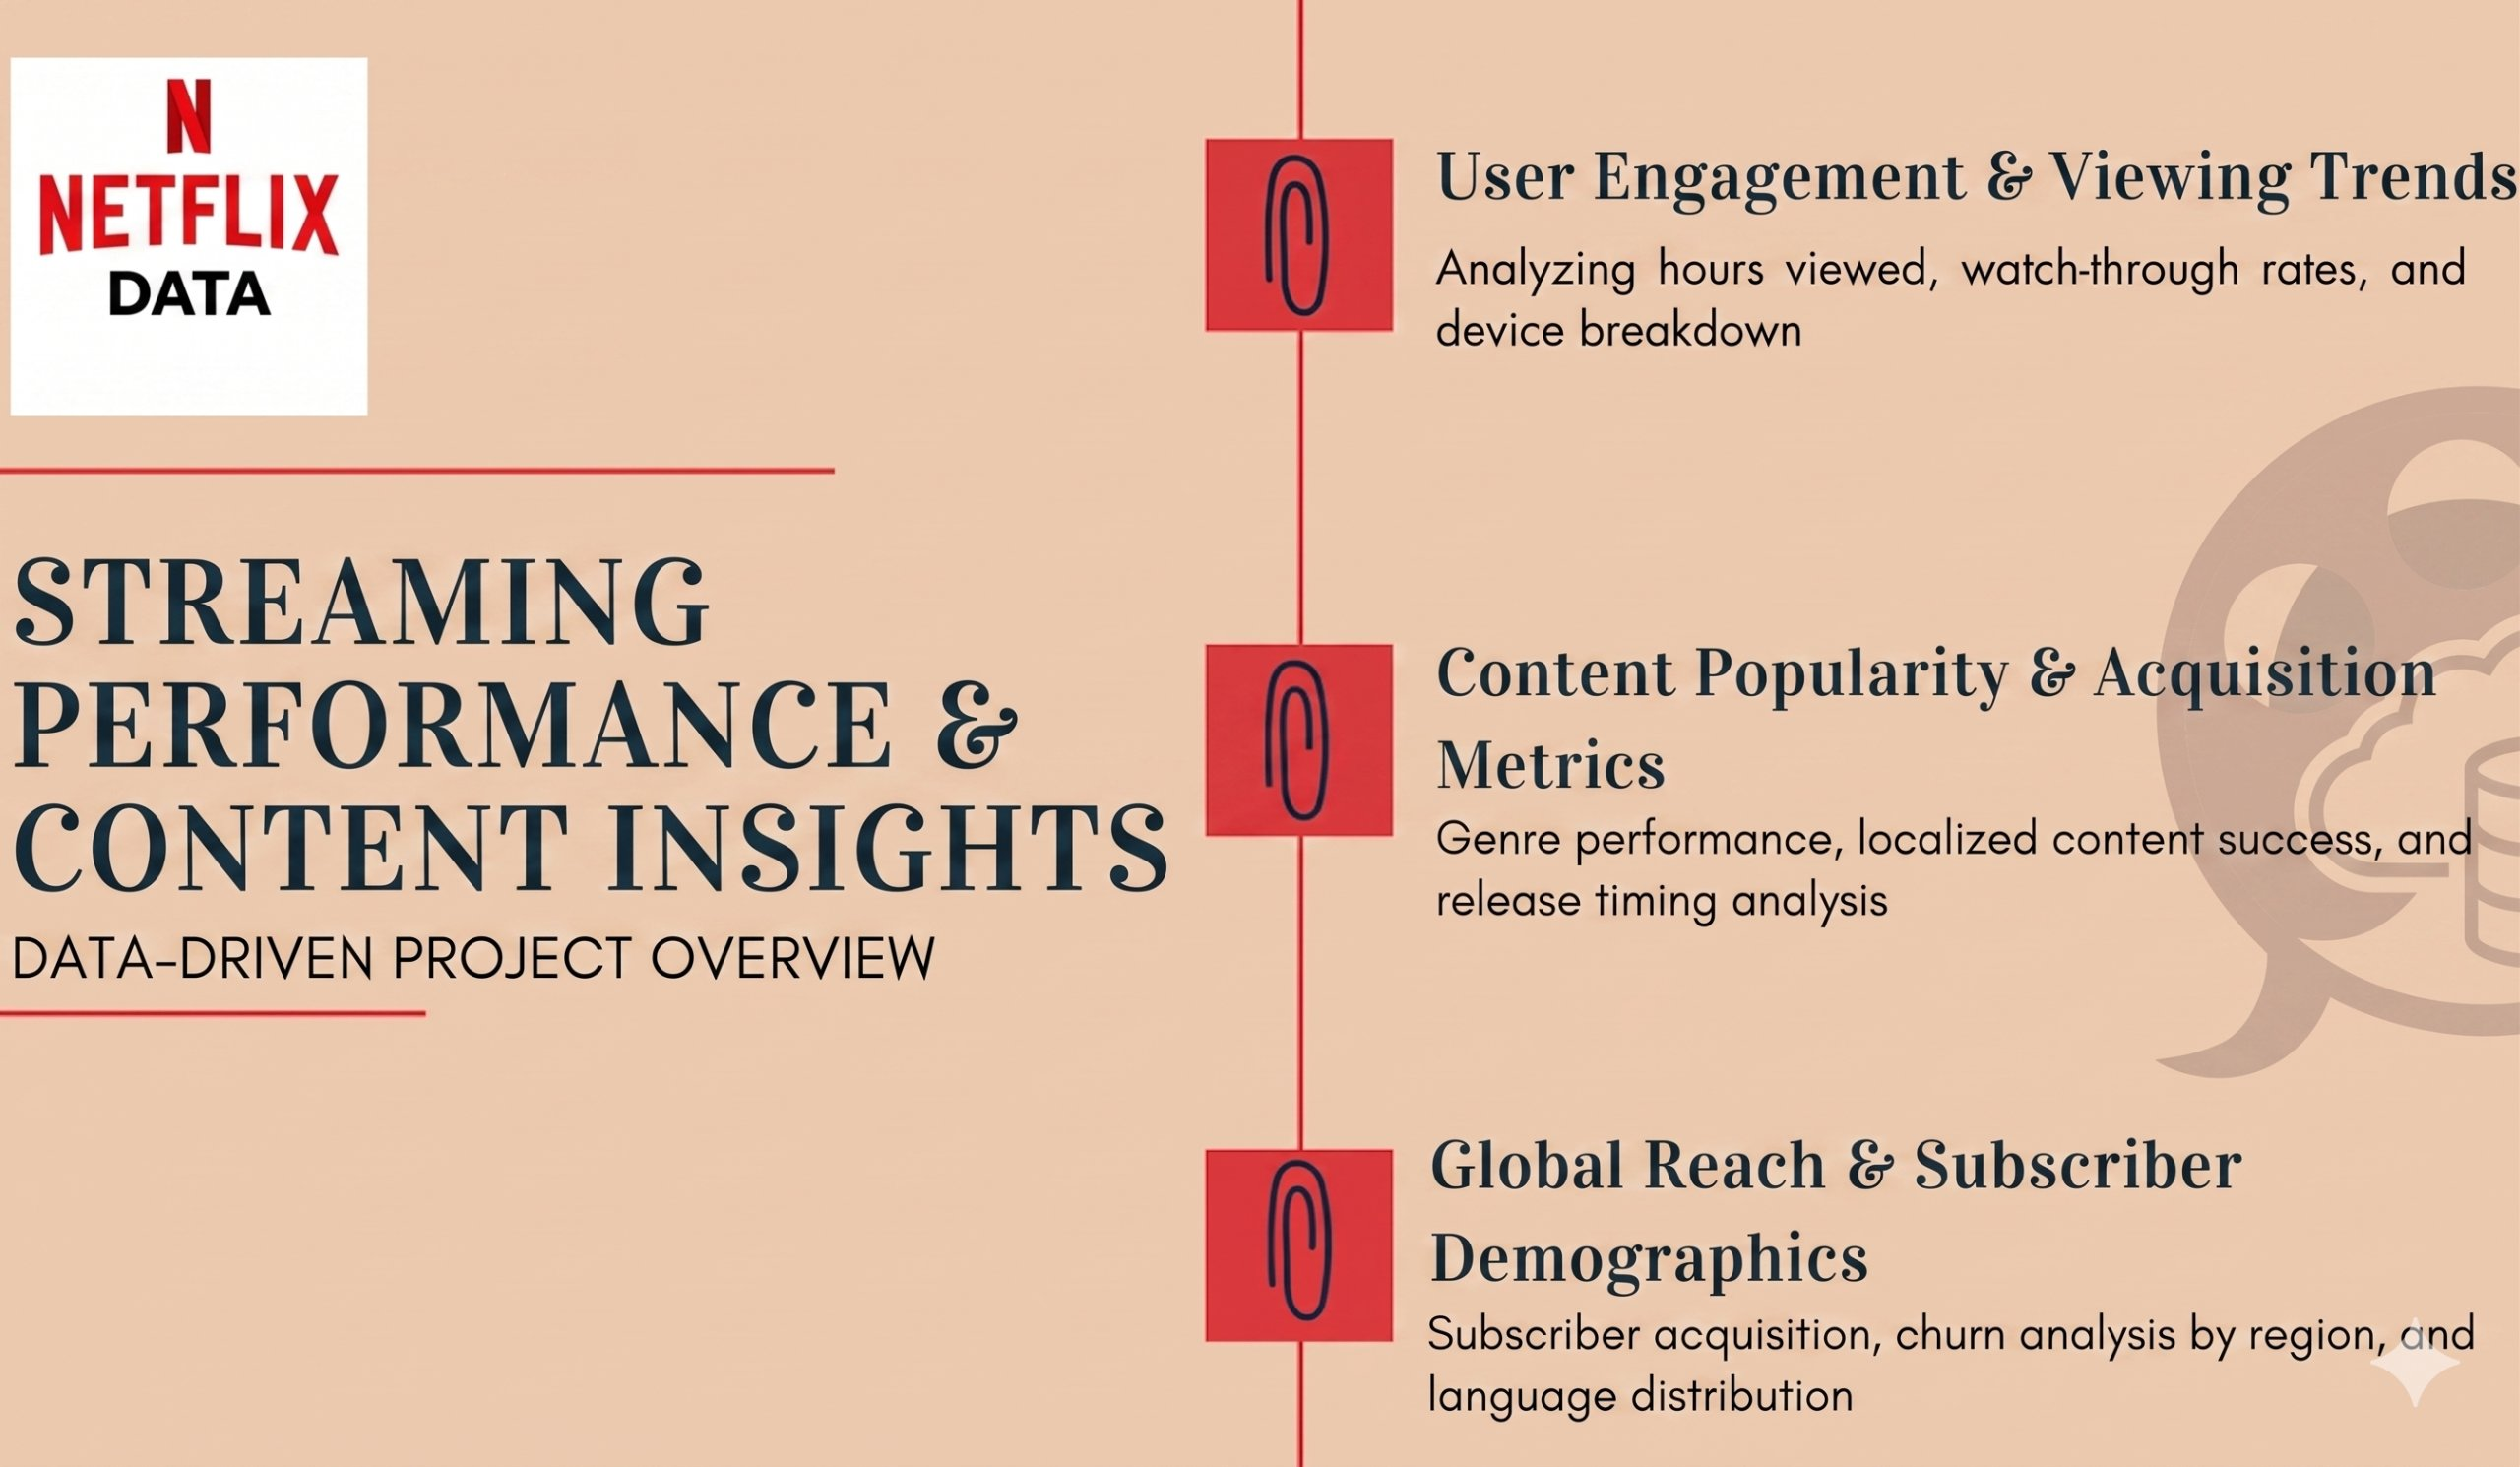 N
NETFLIX
DATA
STREAMING
PERFORMANCE &
CONTENT INSIGHTS
DATA-DRIVEN PROJECT OVERVIEW
User Engagement & Viewing Trends
Analyzing hours viewed, watch-through rates, and
device breakdown
Content Popularity & Acquisition
Metrics
Genre performance, localized content success, and
release timing analysis
Global Reach & Subscriber
Demographics
Subscriber acquisition, churn analysis by region, and
language distribution